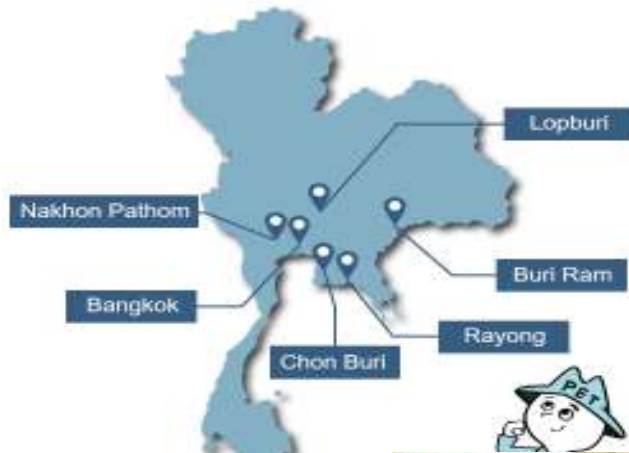 Lopburi
Nakhon Pathom
Buri Ram
Bangkok
Rayong
Chon Buri
PET